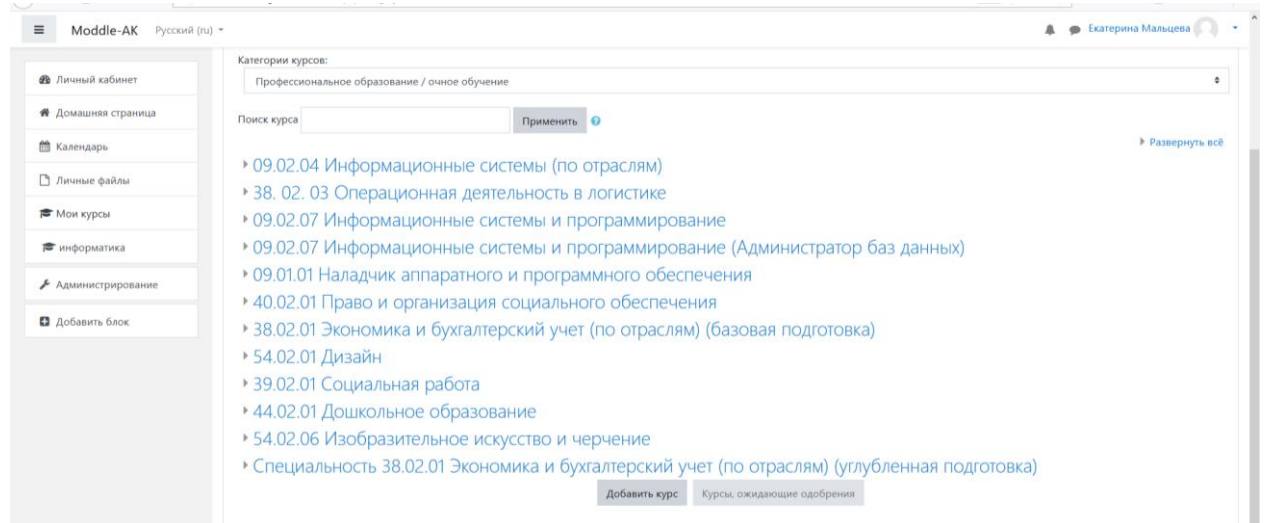 Moddle-AK Русский (ru)
Екатерина Мальцева
Личный кабинет
Домашняя страница
Календарь
Личные файлы
Мои курсы
информатика
Администрирование
Добавить блок
Категории курсов:
Профессиональное образование / очное обучение
Поиск курса Применить
Развернуть всё
09.02.04 Информационные системы (по отраслям)
38. 02. 03 Операционная деятельность в логистике
09.02.07 Информационные системы и программирование
09.02.07 Информационные системы и программирование (Администратор баз данных)
09.01.01 Наладчик аппаратного и программного обеспечения
40.02.01 Право и организация социального обеспечения
38.02.01 Экономика и бухгалтерский учет (по отраслям) (базовая подготовка)
54.02.01 Дизайн
39.02.01 Социальная работа
44.02.01 Дошкольное образование
54.02.06 Изобразительное искусство и черчение
Специальность 38.02.01 Экономика и бухгалтерский учет (по отраслям) (углубленная подготовка)
Добавить курс Курсы, ожидающие одобрения